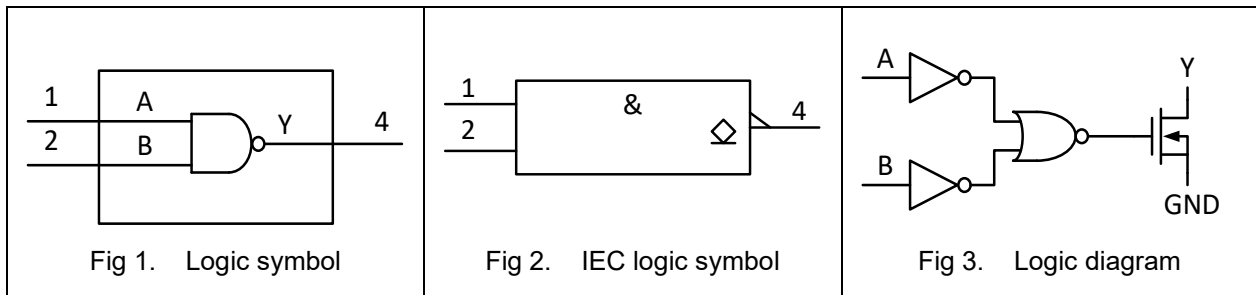 1
A
2
B
Y
4
Fig 1. Logic symbol
1
2
&
4
Fig 2. IEC logic symbol
A
B
Y
GND
Fig 3. Logic diagram